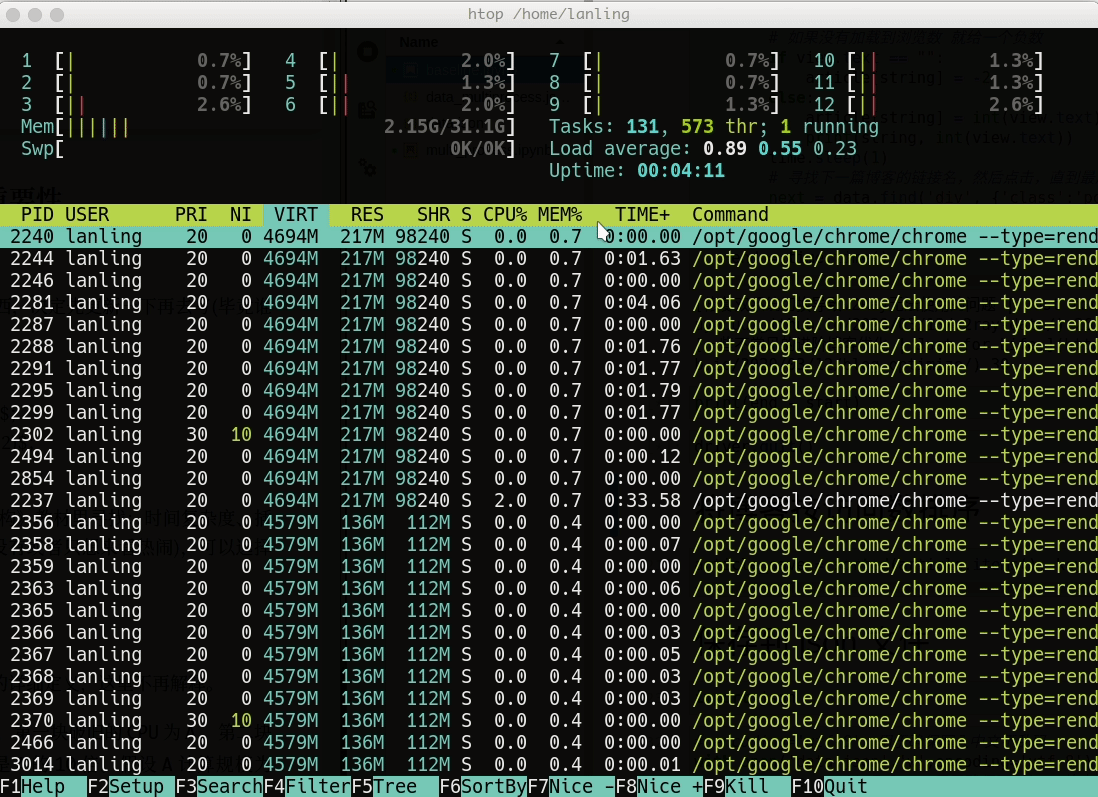 htop /home/lanling
1 [| 0.7%] 4 [| 2.0%] 7 [| 0.7%] 10 [|| 1.3%]
2 [| 0.7%] 5 [|| 1.3%] 8 [| 0.7%] 11 [|| 1.3%]
3 [|| 2.6%] 6 [|| 2.0%] 9 [| 1.3%] 12 [|| 2.6%]
Mem[|||||| 2.15G/31.1G] Tasks: 131, 573 thr; 1 running
Swp[ 0K/0K] Load average: 0.89 0.55 0.23
Uptime: 00:04:11
PID USER PRI NI VIRT RES SHR S CPU% MEM% TIME+ Command
2240 lanling 20 0 4694M 217M 98240 S 0.0 0.7 0:00.00 /opt/google/chrome/chrome --type=rend
2244 lanling 20 0 4694M 217M 98240 S 0.0 0.7 0:01.63 /opt/google/chrome/chrome --type=rend
2246 lanling 20 0 4694M 217M 98240 S 0.0 0.7 0:00.00 /opt/google/chrome/chrome --type=rend
2281 lanling 20 0 4694M 217M 98240 S 0.0 0.7 0:04.06 /opt/google/chrome/chrome --type=rend
2287 lanling 20 0 4694M 217M 98240 S 0.0 0.7 0:00.00 /opt/google/chrome/chrome --type=rend
2288 lanling 20 0 4694M 217M 98240 S 0.0 0.7 0:01.76 /opt/google/chrome/chrome --type=rend
2291 lanling 20 0 4694M 217M 98240 S 0.0 0.7 0:01.77 /opt/google/chrome/chrome --type=rend
2295 lanling 20 0 4694M 217M 98240 S 0.0 0.7 0:01.79 /opt/google/chrome/chrome --type=rend
2299 lanling 20 0 4694M 217M 98240 S 0.0 0.7 0:01.77 /opt/google/chrome/chrome --type=rend
2302 lanling 30 10 4694M 217M 98240 S 0.0 0.7 0:00.00 /opt/google/chrome/chrome --type=rend
2494 lanling 20 0 4694M 217M 98240 S 0.0 0.7 0:00.12 /opt/google/chrome/chrome --type=rend
2854 lanling 20 0 4694M 217M 98240 S 0.0 0.7 0:00.00 /opt/google/chrome/chrome --type=rend
2237 lanling 20 0 4694M 217M 98240 S 2.0 0.7 0:33.58 /opt/google/chrome/chrome --type=rend
2356 lanling 20 0 4579M 136M 112M S 0.0 0.4 0:00.00 /opt/google/chrome/chrome --type=rend
2358 lanling 20 0 4579M 136M 112M S 0.0 0.4 0:00.07 /opt/google/chrome/chrome --type=rend
2359 lanling 20 0 4579M 136M 112M S 0.0 0.4 0:00.00 /opt/google/chrome/chrome --type=rend
2363 lanling 20 0 4579M 136M 112M S 0.0 0.4 0:00.06 /opt/google/chrome/chrome --type=rend
2365 lanling 20 0 4579M 136M 112M S 0.0 0.4 0:00.00 /opt/google/chrome/chrome --type=rend
2366 lanling 20 0 4579M 136M 112M S 0.0 0.4 0:00.03 /opt/google/chrome/chrome --type=rend
2367 lanling 20 0 4579M 136M 112M S 0.0 0.4 0:00.05 /opt/google/chrome/chrome --type=rend
2368 lanling 20 0 4579M 136M 112M S 0.0 0.4 0:00.03 /opt/google/chrome/chrome --type=rend
2369 lanling 20 0 4579M 136M 112M S 0.0 0.4 0:00.03 /opt/google/chrome/chrome --type=rend
2370 lanling 30 10 4579M 136M 112M S 0.0 0.4 0:00.00 /opt/google/chrome/chrome --type=rend
2466 lanling 20 0 4579M 136M 112M S 0.0 0.4 0:00.00 /opt/google/chrome/chrome --type=rend
3014 lanling 20 0 4579M 136M 112M S 0.0 0.4 0:00.01 /opt/google/chrome/chrome --type=rend
F1Help F2Setup F3SearchF4FilterF5Tree F6SortByF7Nice -F8Nice +F9Kill F10Quit